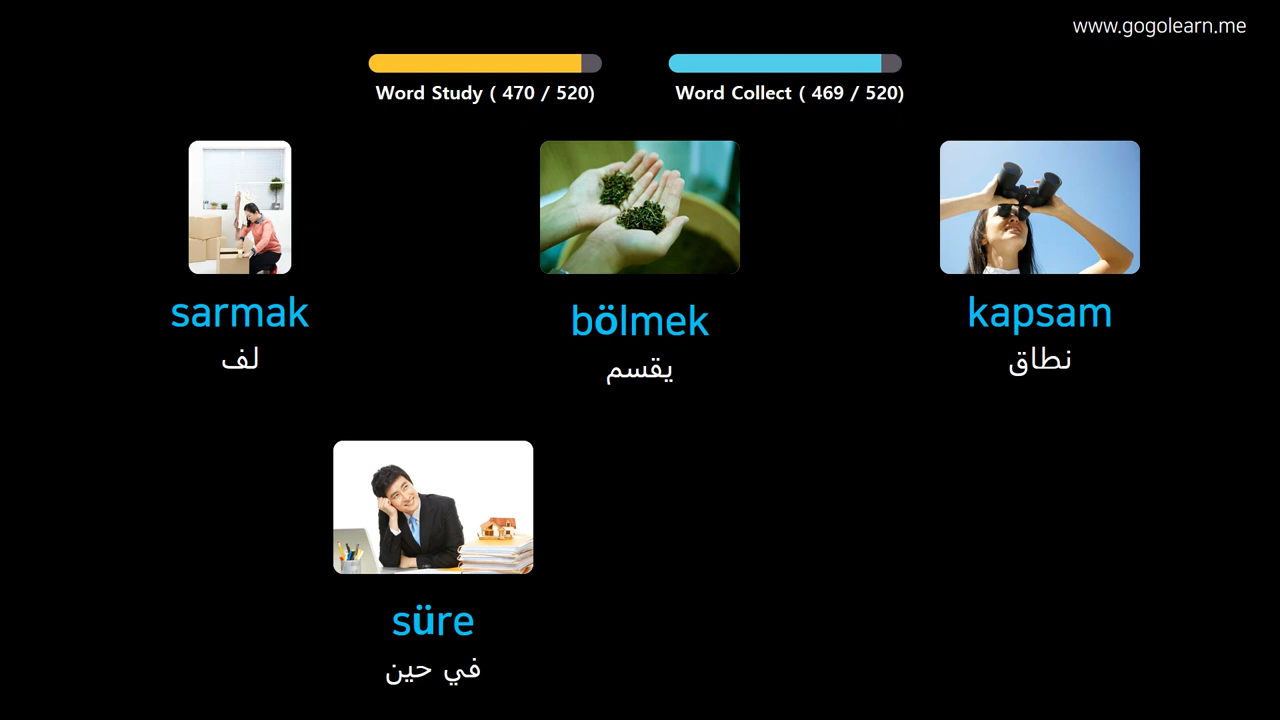 www.gogolearn.me
Word Study ( 470 / 520)
Word Collect ( 469 / 520)
sarmak
لف
bölmek
يقسم
kapsam
نطاق
süre
في حين